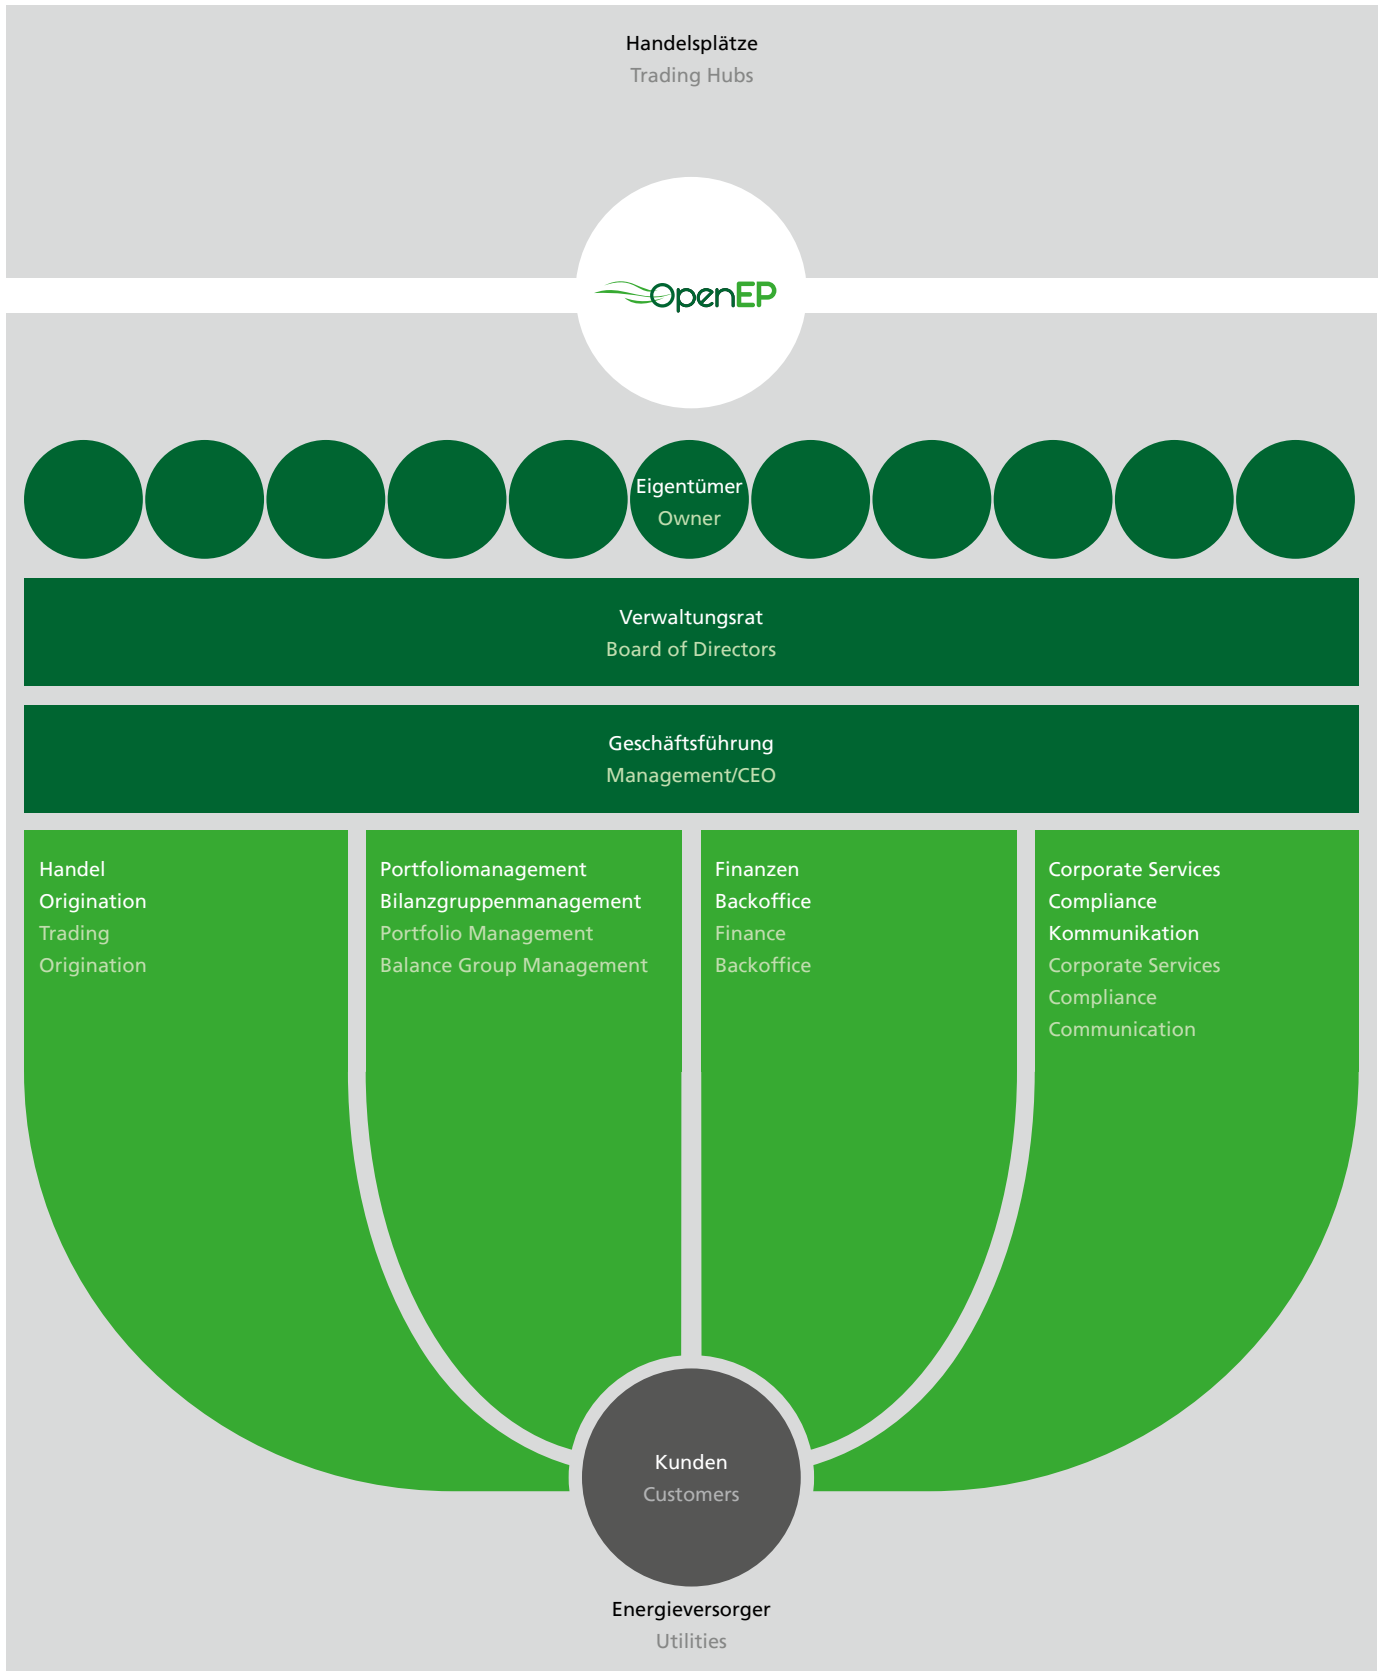 Handelsplätze
Trading Hubs
OpenEP
Eigentümer
Owner
Verwaltungsrat
Board of Directors
Geschäftsführung
Management/CEO
Handel
Origination
Trading
Origination
Portfoliomanagement
Bilanzgruppenmanagement
Portfolio Management
Balance Group Management
Finanzen
Backoffice
Finance
Backoffice
Corporate Services
Compliance
Kommunikation
Corporate Services
Compliance
Communication
Kunden
Customers
Energieversorger
Utilities